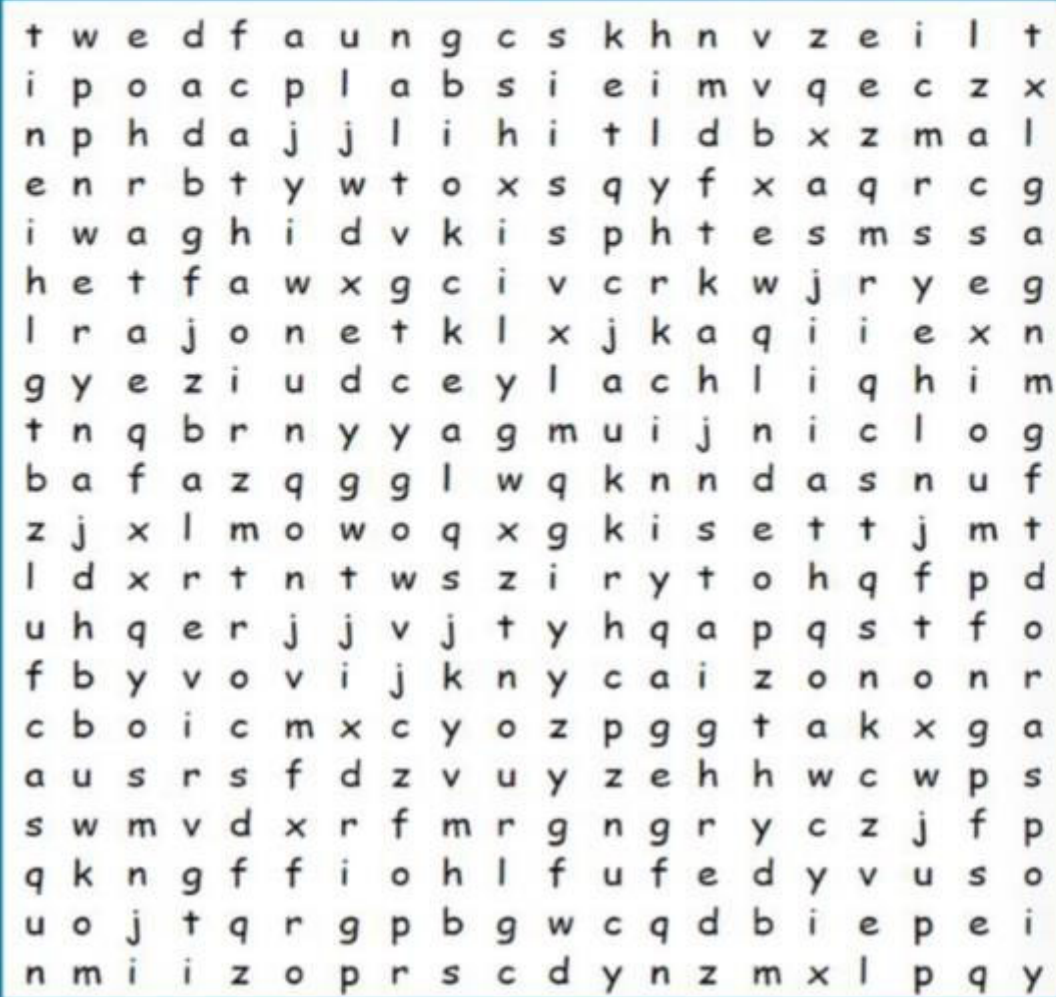 t w e d f a u n g c s k h n v z e i l t
i p o a c p l a b s i e i m v q e c z x
n p h d a j j l i h i t l d b x z m a l
e n r b t y w t o x s q y f x a q r c g
i w a g h i d v k i s p h t e s m s s a
h e t f a w x g c i v c r k w j r y e g
l r a j o n e t k l x j k a q i i e x n
g y e z i u d c e y l a c h l i q h i m
t n q b r n y y a g m u i j n i c l o g
b a f a z q g g l w q k n n d a s n u f
z j x l m o w o q x g k i s e t t j m t
l d x r t n t w s z i r y t o h q f p d
u h q e r j j v j t y h q a p q s t f o
f b y v o v i j k n y c a i z o n o n r
c b o i c m x c y o z p g g t a k x g a
a u s r s f d z v u y z e h h w c w p s
s w m v d x r f m r g n g r y c z j f p
q k n g f f i o h l f u f e d y v u s o
u o j t q r g p b g w c q d b i e p e i
n m i i z o p r s c d y n z m x l p q y